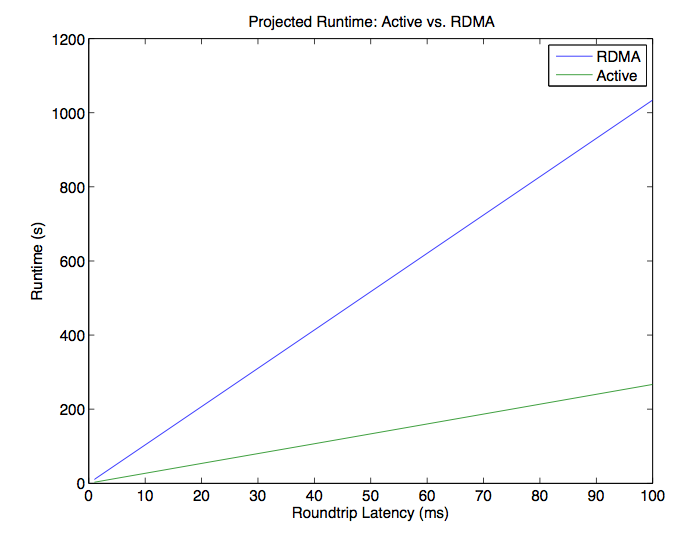 Projected Runtime: Active vs. RDMA
1200
1000
800
600
400
200
0
Runtime (s)
RDMA
Active
0 10 20 30 40 50 60 70 80 90 100
Roundtrip Latency (ms)